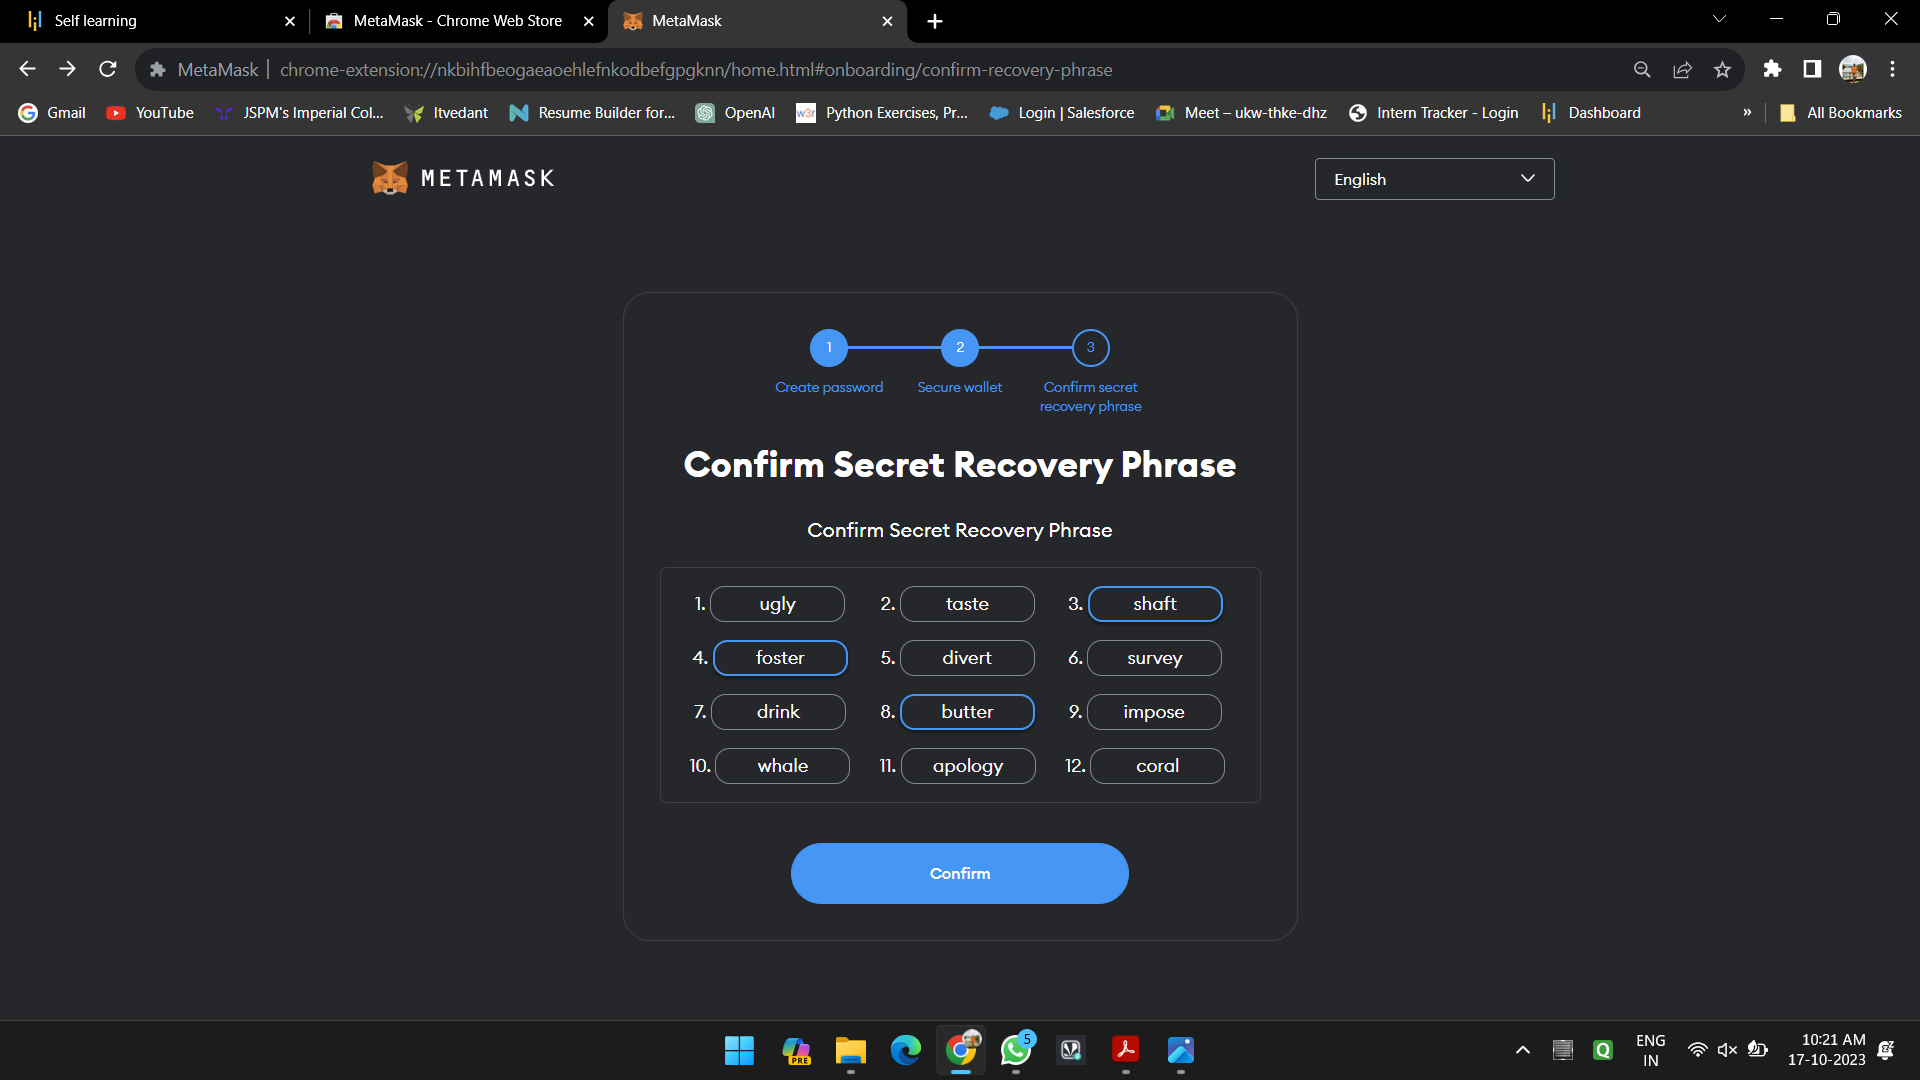 Self learning
MetaMask - Chrome Web Store
MetaMask
MetaMask | chrome-extension://nkbihfbeogaeaoehlefnkodbefgpgknn/home.html#onboarding/confirm-recovery-phrase
Gmail YouTube JSPM's Imperial Col... Itvedant Resume Builder for... OpenAI w3r Python Exercises, Pr... Login | Salesforce Meet – ukw-thke-dhz Intern Tracker - Login Dashboard » All Bookmarks
METAMASK
English
1 2 3
Create password Secure wallet Confirm secret
recovery phrase
Confirm Secret Recovery Phrase
Confirm Secret Recovery Phrase
1. ugly 2. taste 3. shaft
4. foster 5. divert 6. survey
7. drink 8. butter 9. impose
10. whale 11. apology 12. coral
Confirm
PRE 5 Q ENG 10:21 AM
IN 17-10-2023